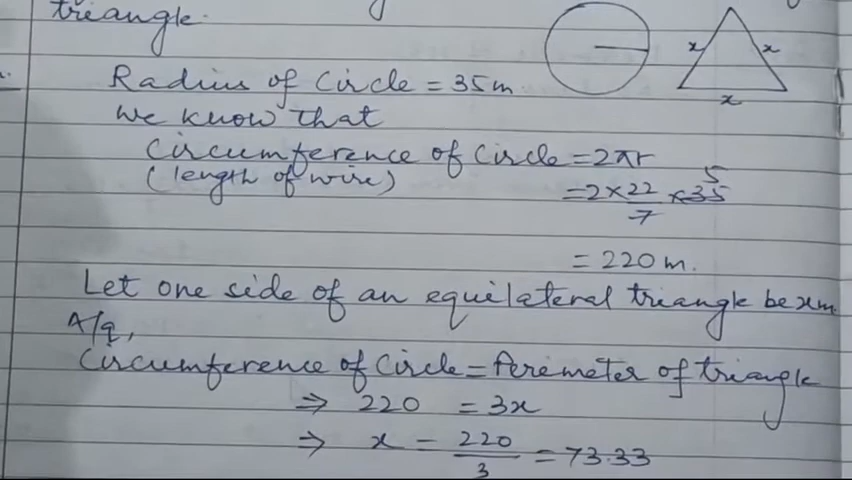 triangle.
x x
x
Radius of Circle = 35m.
We know that
Circumference of Circle = 2πr
(length of wire)
= 2 × 22/7 × 35 5
= 220 m.
Let one side of an equilateral triangle be xm.
A/q,
Circumference of Circle = Perimeter of triangle
⇒ 220 = 3x
⇒ x = 220/3 = 73.33